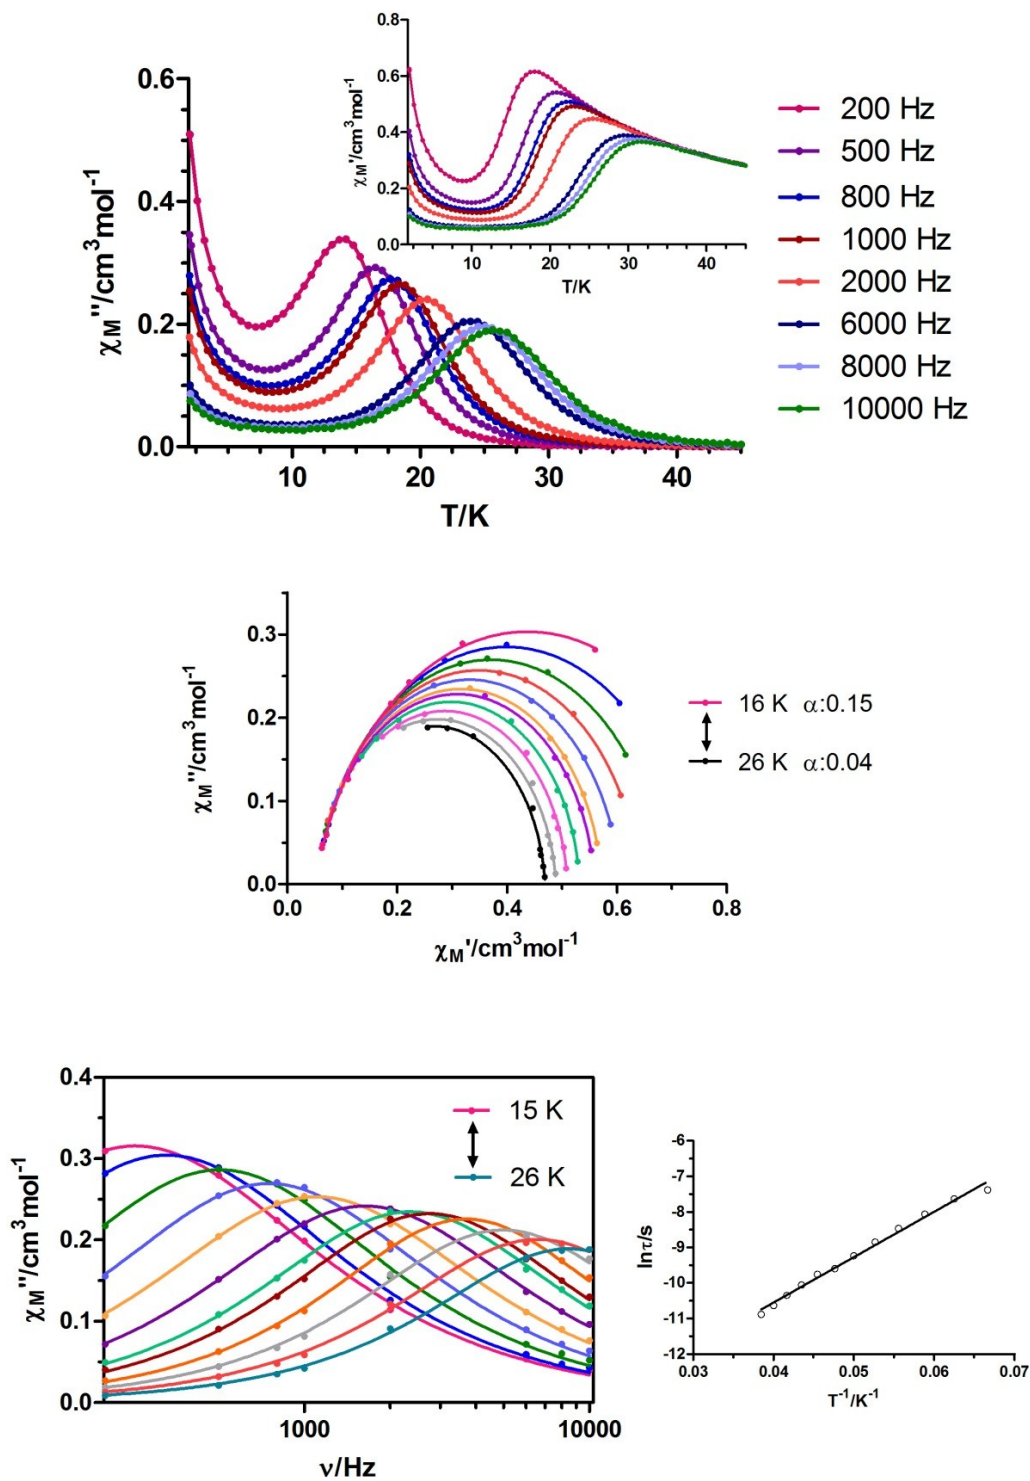 0.8
0.6
0.4
0.2
0.0
χM'/cm3mol-1
10 20 30 40
T/K
0.6
0.4
0.2
0.0
χM''/cm3mol-1
10 20 30 40
T/K
200 Hz
500 Hz
800 Hz
1000 Hz
2000 Hz
6000 Hz
8000 Hz
10000 Hz
0.3
0.2
0.1
0.0
χM''/cm3mol-1
0.0 0.2 0.4 0.6 0.8
χM'/cm3mol-1
16 K α:0.15
26 K α:0.04
0.4
0.3
0.2
0.1
0.0
χM''/cm3mol-1
1000 10000
ν/Hz
15 K
26 K
-6
-7
-8
-9
-10
-11
-12
lnτ/s
0.03 0.04 0.05 0.06 0.07
T-1/K-1